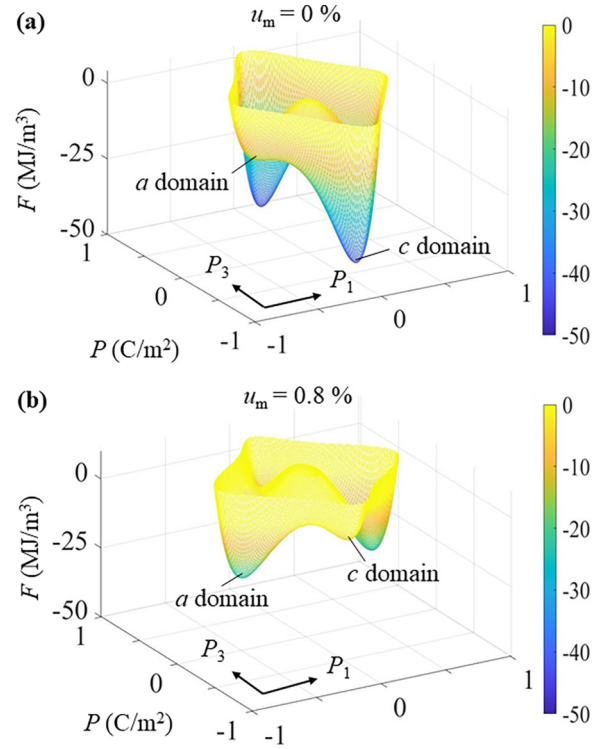 (a)
u_m = 0 %
0
-25
-50
F (MJ/m³)
a domain
c domain
P₃
P₁
1
0
-1
-1
0
1
P (C/m²)
0
-10
-20
-30
-40
-50
(b)
u_m = 0.8 %
0
-25
-50
F (MJ/m³)
a domain
c domain
P₃
P₁
1
0
-1
-1
0
1
P (C/m²)
0
-10
-20
-30
-40
-50